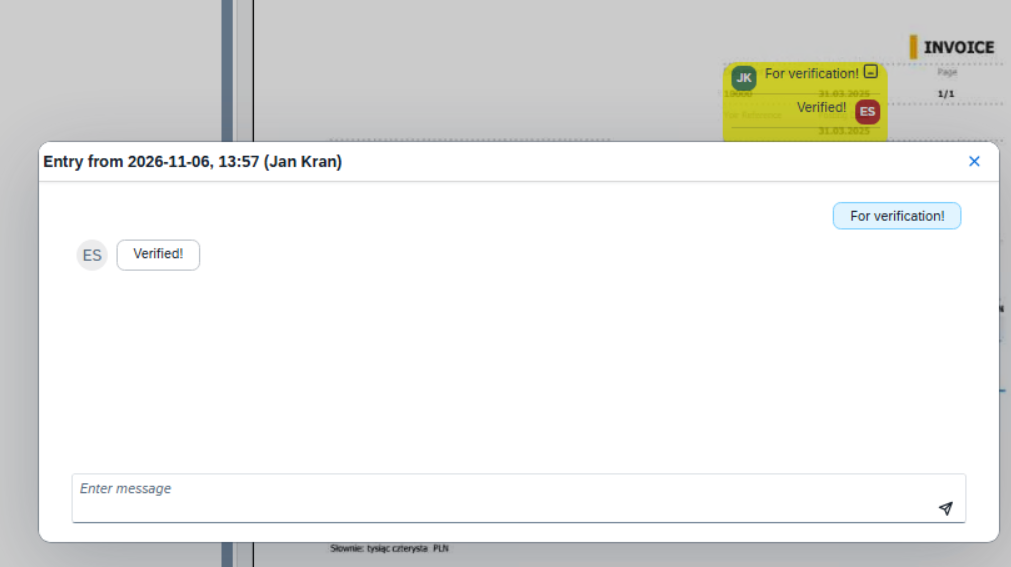 INVOICE
JK
For verification!
Page
19000
31.03.2025
1/1
Verified!
ES
31.03.2025
Entry from 2026-11-06, 13:57 (Jan Kran)
For verification!
ES
Verified!
Enter message
Słownie: tysiąc czterysta PLN